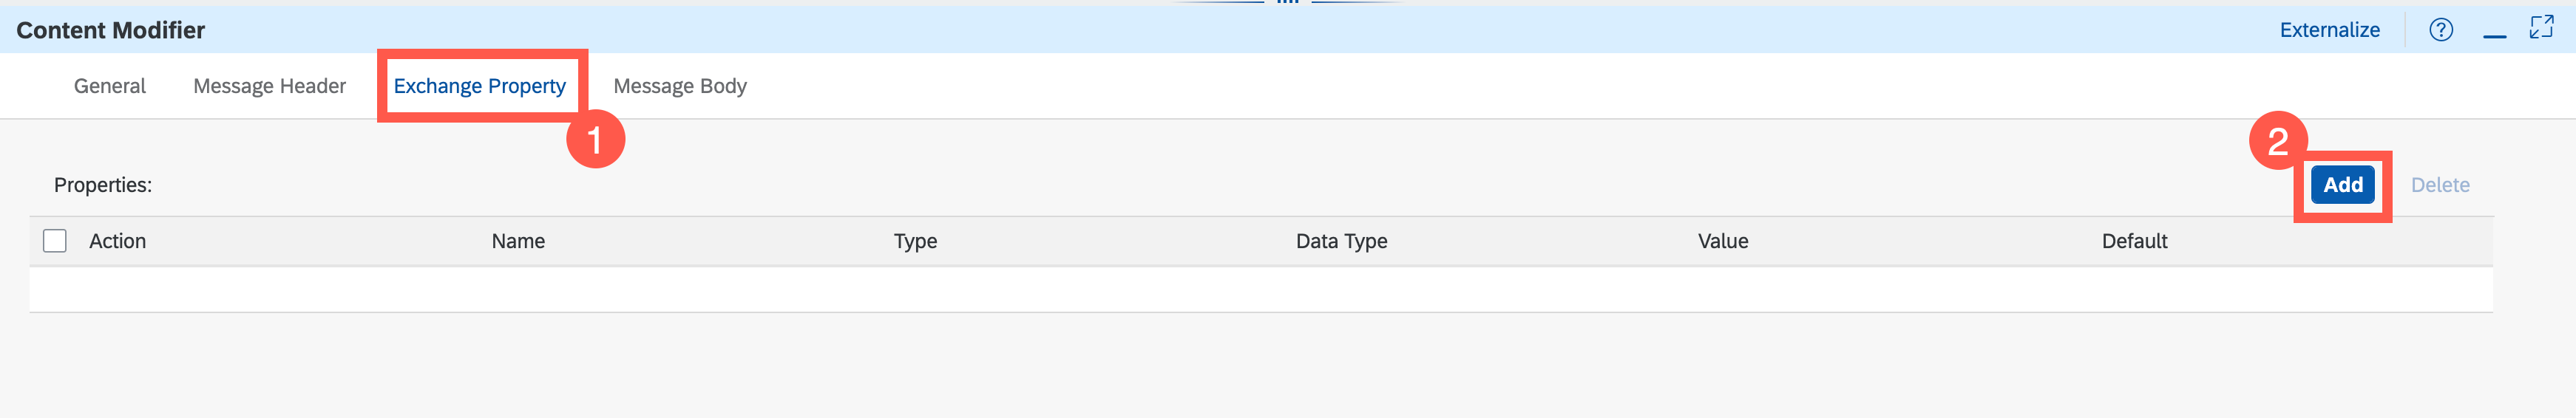 Content Modifier
Externalize
General Message Header Exchange Property Message Body
1
2
Properties:
Add Delete
Action Name Type Data Type Value Default